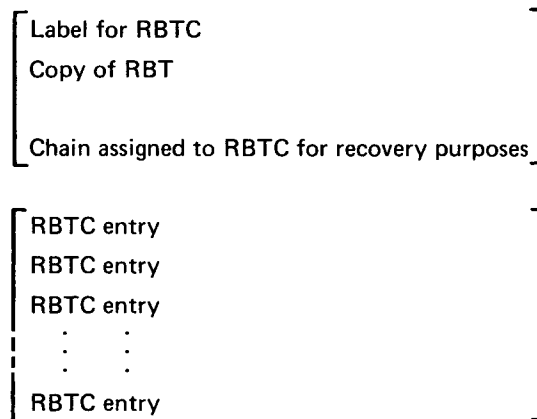 Label for RBTC
Copy of RBT
Chain assigned to RBTC for recovery purposes
RBTC entry
RBTC entry
RBTC entry
: :
RBTC entry